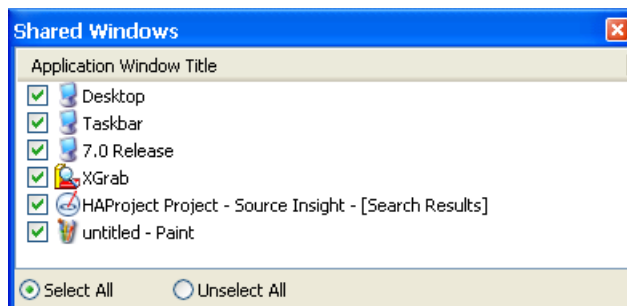 Shared Windows
Application Window Title
Desktop
Taskbar
7.0 Release
XGrab
HAProject Project - Source Insight - [Search Results]
untitled - Paint
Select All Unselect All